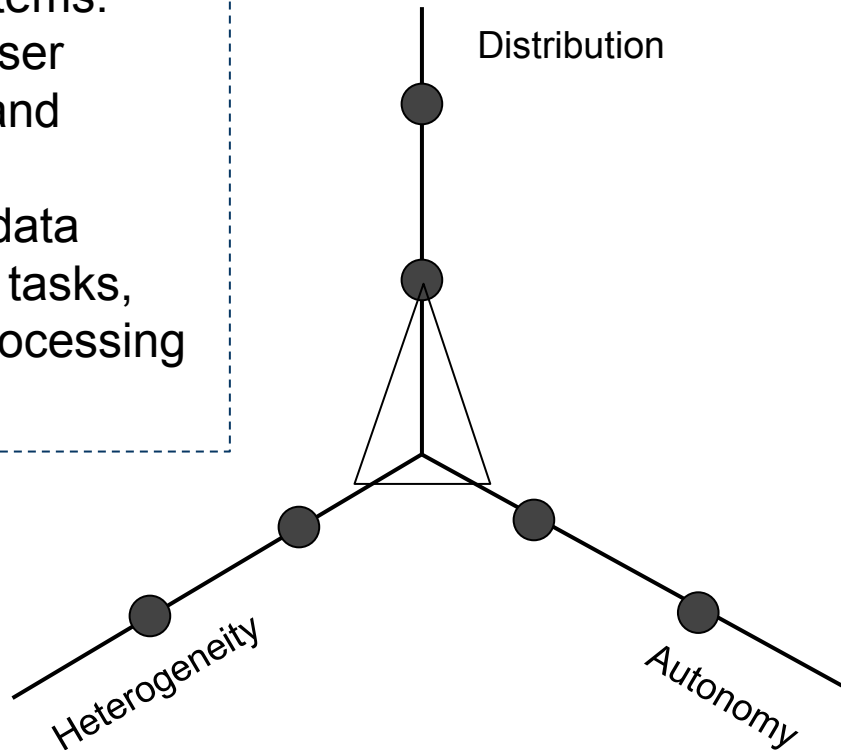 tems:
ser
and
data
tasks,
ocessing
Distribution
Heterogeneity
Autonomy